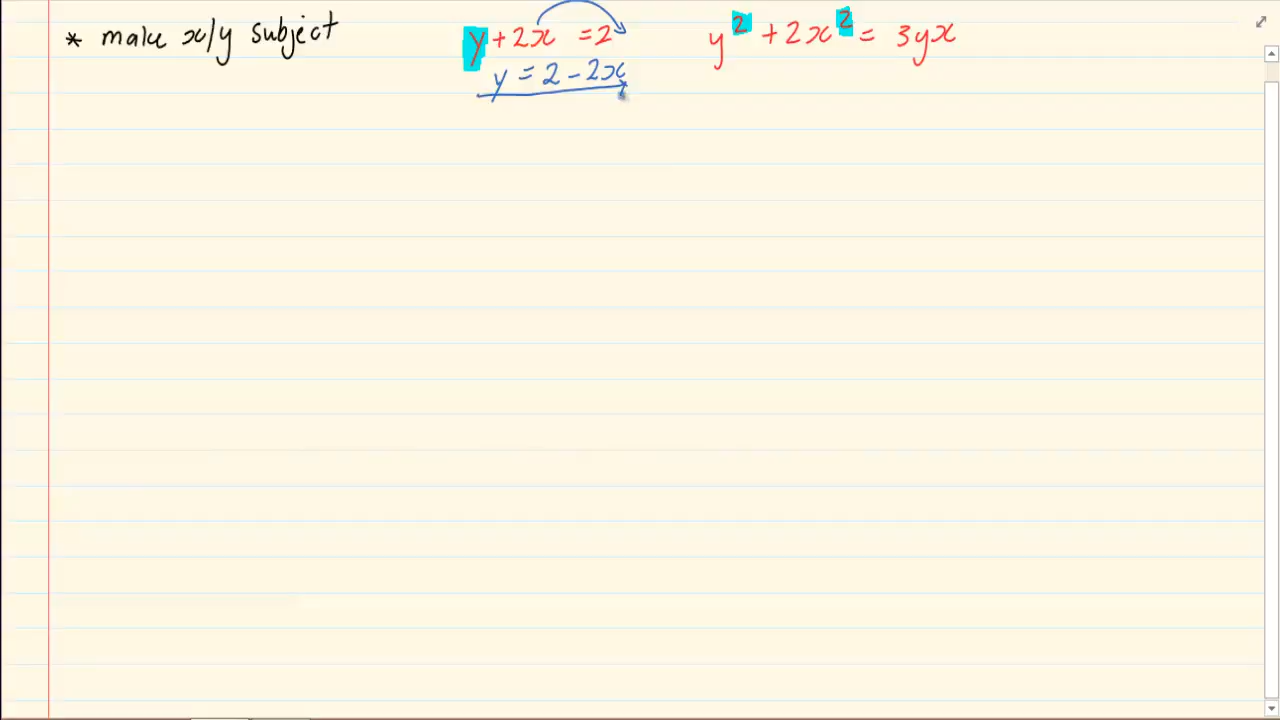 * make x/y subject
y + 2x = 2
y² + 2x² = 3yx
y = 2 - 2x